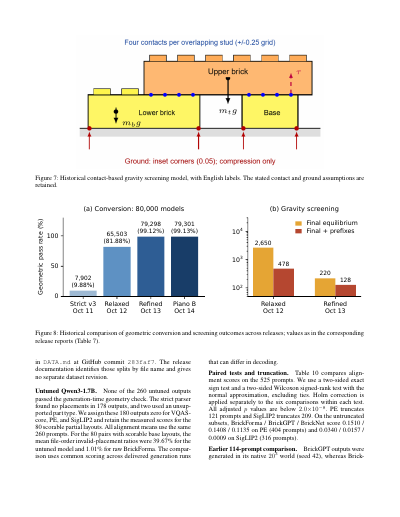 Four contacts per overlapping stud (+/-0.25 grid)
Upper brick
τ
Lower brick
m_t g
Base
m_b g
Ground: inset corners (0.05); compression only
Figure 7: Historical contact-based gravity screening model, with English labels. The stated contact and ground assumptions are
retained.
(a) Conversion: 80,000 models
Geometric pass rate (%)
100
50
0
7,902
(9.88%)
65,503
(81.88%)
79,298
(99.12%)
79,301
(99.13%)
Strict v3
Oct 11
Relaxed
Oct 12
Refined
Oct 13
Piano B
Oct 14
(b) Gravity screening
Final equilibrium
Final + prefixes
10^4
10^3
10^2
2,650
478
220
128
Relaxed
Oct 12
Refined
Oct 13
Figure 8: Historical comparison of geometric conversion and screening outcomes across releases; values as in the corresponding
release reports (Table 7).
in DATA.md at GitHub commit 283faf7. The release
documentation identifies those splits by file name and gives
no separate dataset revision.
Untuned Qwen3-1.7B. None of the 260 untuned outputs
passed the generation-time geometry check. The strict parser
found no placements in 178 outputs, and two used an unsup-
ported part type. We assign these 180 outputs zero for VQAS-
core, PE, and SigLIP2 and retain the measured scores for the
80 scorable partial layouts. All alignment means use the same
260 prompts. For the 80 pairs with scorable base layouts, the
mean file-order invalid-placement ratios were 39.67% for the
untuned model and 1.01% for raw BrickForma. The compar-
ison uses common scoring across delivered generation runs
that can differ in decoding.
Paired tests and truncation. Table 10 compares align-
ment scores on the 525 prompts. We use a two-sided exact
sign test and a two-sided Wilcoxon signed-rank test with the
normal approximation, excluding ties. Holm correction is
applied separately to the six comparisons within each test.
All adjusted p values are below 2.0×10^-8. PE truncates
121 prompts and SigLIP2 truncates 209. On the untruncated
subsets, BrickForma / BrickGPT / BrickNet score 0.1510 /
0.1408 / 0.1135 on PE (404 prompts) and 0.0340 / 0.0157 /
0.0009 on SigLIP2 (316 prompts).
Earlier 114-prompt comparison. BrickGPT outputs were
generated in its native 20^3 world (seed 42), whereas Brick-